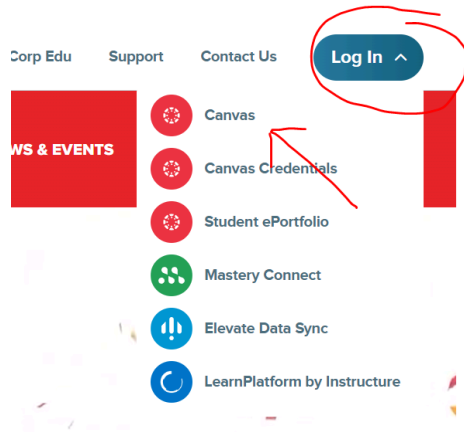 Corp Edu Support Contact Us Log In
WS & EVENTS
Canvas
Canvas Credentials
Student ePortfolio
Mastery Connect
Elevate Data Sync
LearnPlatform by Instructure